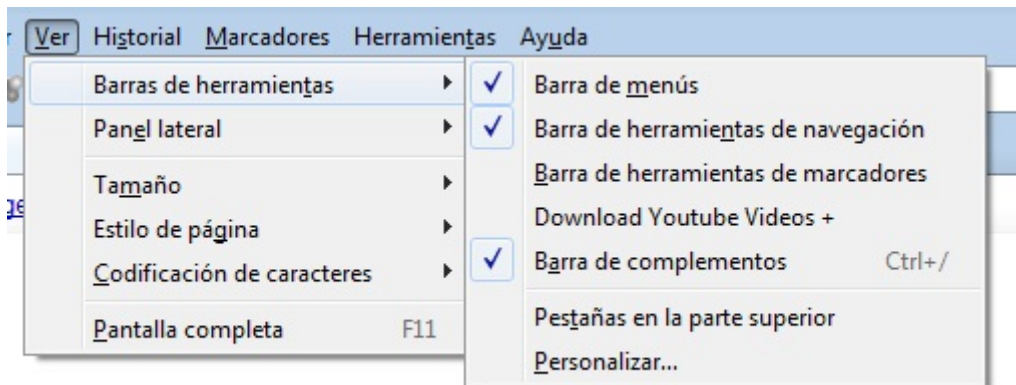 r Ver Historial Marcadores Herramientas Ayuda
Barras de herramientas
Panel lateral
Tamaño
Estilo de página
Codificación de caracteres
Pantalla completa F11
Barra de menús
Barra de herramientas de navegación
Barra de herramientas de marcadores
Download Youtube Videos +
Barra de complementos Ctrl+/
Pestañas en la parte superior
Personalizar...
ge